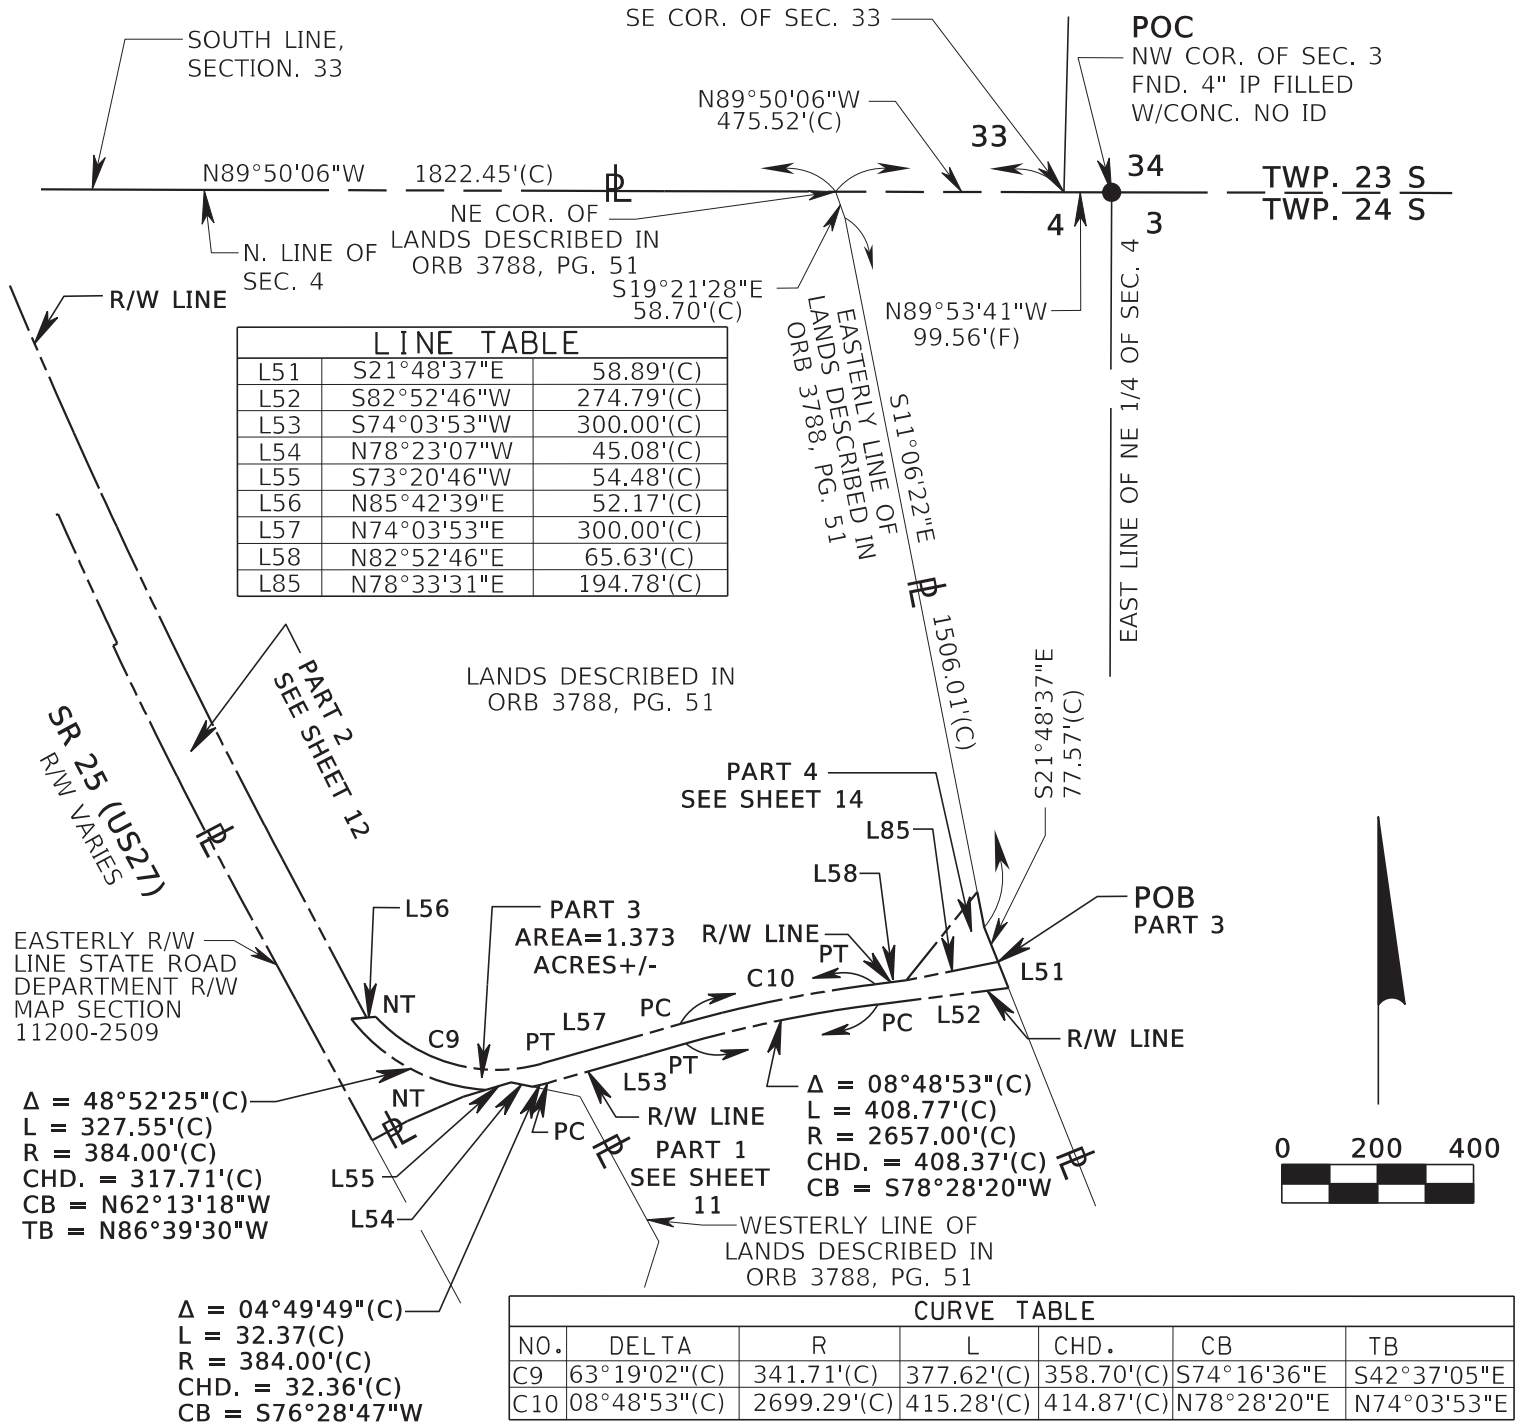 SE COR. OF SEC. 33
POC
NW COR. OF SEC. 3
FND. 4" IP FILLED
W/CONC. NO ID
SOUTH LINE,
SECTION. 33
N89°50'06"W
475.52'(C)
33
34
TWP. 23 S
TWP. 24 S
4
3
N89°50'06"W 1822.45'(C)
PL
NE COR. OF
LANDS DESCRIBED IN
ORB 3788, PG. 51
N. LINE OF
SEC. 4
S19°21'28"E
58.70'(C)
N89°53'41"W
99.56'(F)
R/W LINE
EAST LINE OF NE 1/4 OF SEC. 4
LINE TABLE
L51 S21°48'37"E 58.89'(C)
L52 S82°52'46"W 274.79'(C)
L53 S74°03'53"W 300.00'(C)
L54 N78°23'07"W 45.08'(C)
L55 S73°20'46"W 54.48'(C)
L56 N85°42'39"E 52.17'(C)
L57 N74°03'53"E 300.00'(C)
L58 N82°52'46"E 65.63'(C)
L85 N78°33'31"E 194.78'(C)
EASTERLY LINE OF
LANDS DESCRIBED IN
ORB 3788, PG. 51
S11°06'22"E
PL
1506.01'(C)
S21°48'37"E
77.57'(C)
LANDS DESCRIBED IN
ORB 3788, PG. 51
PART 2
SEE SHEET 12
SR 25 (US27)
R/W VARIES
PL
PART 4
SEE SHEET 14
L85
L58
POB
PART 3
L56
PART 3
AREA=1.373
ACRES+/-
R/W LINE
PT
C10
L51
EASTERLY R/W
LINE STATE ROAD
DEPARTMENT R/W
MAP SECTION
11200-2509
NT
C9
PT
L57
PC
PC
L52
R/W LINE
PT
L53
NT
R/W LINE
PL
PC
PL
PART 1
SEE SHEET
11
PL
Δ = 48°52'25"(C)
L = 327.55'(C)
R = 384.00'(C)
CHD. = 317.71'(C)
CB = N62°13'18"W
TB = N86°39'30"W
Δ = 08°48'53"(C)
L = 408.77'(C)
R = 2657.00'(C)
CHD. = 408.37'(C)
CB = S78°28'20"W
0 200 400
L55
L54
WESTERLY LINE OF
LANDS DESCRIBED IN
ORB 3788, PG. 51
Δ = 04°49'49"(C)
L = 32.37(C)
R = 384.00'(C)
CHD. = 32.36'(C)
CB = S76°28'47"W
CURVE TABLE
NO. DELTA R L CHD. CB TB
C9 63°19'02"(C) 341.71'(C) 377.62'(C) 358.70'(C) S74°16'36"E S42°37'05"E
C10 08°48'53"(C) 2699.29'(C) 415.28'(C) 414.87'(C) N78°28'20"E N74°03'53"E